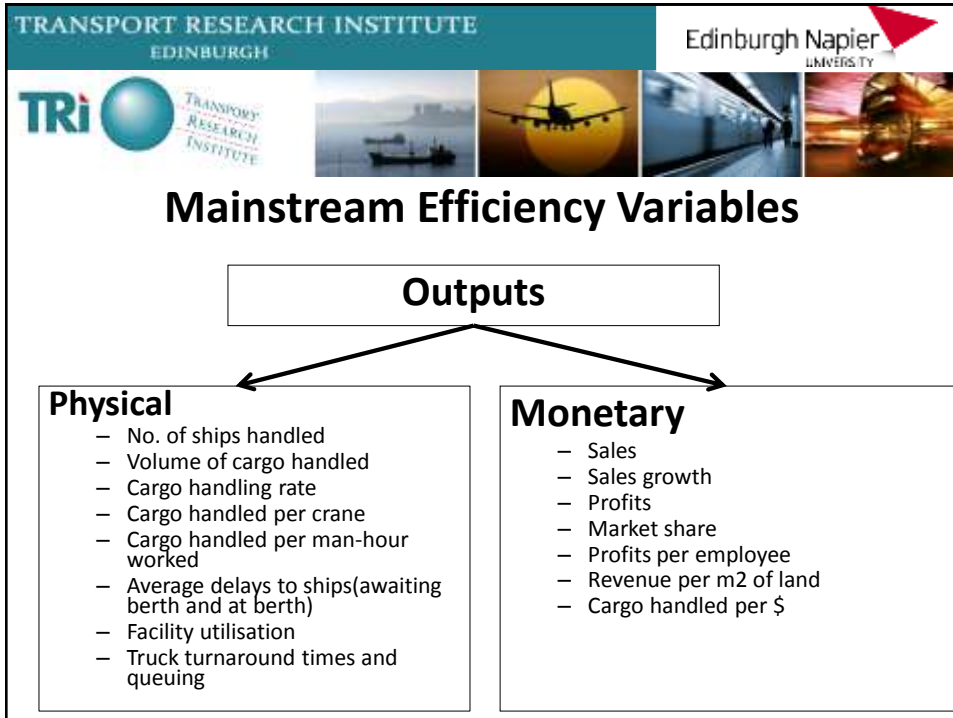 TRANSPORT RESEARCH INSTITUTE
EDINBURGH
Edinburgh Napier
UNIVERSITY
TRi
TRANSPORT
RESEARCH
INSTITUTE
Mainstream Efficiency Variables
Outputs
Physical
– No. of ships handled
– Volume of cargo handled
– Cargo handling rate
– Cargo handled per crane
– Cargo handled per man-hour
worked
– Average delays to ships(awaiting
berth and at berth)
– Facility utilisation
– Truck turnaround times and
queuing
Monetary
– Sales
– Sales growth
– Profits
– Market share
– Profits per employee
– Revenue per m2 of land
– Cargo handled per $